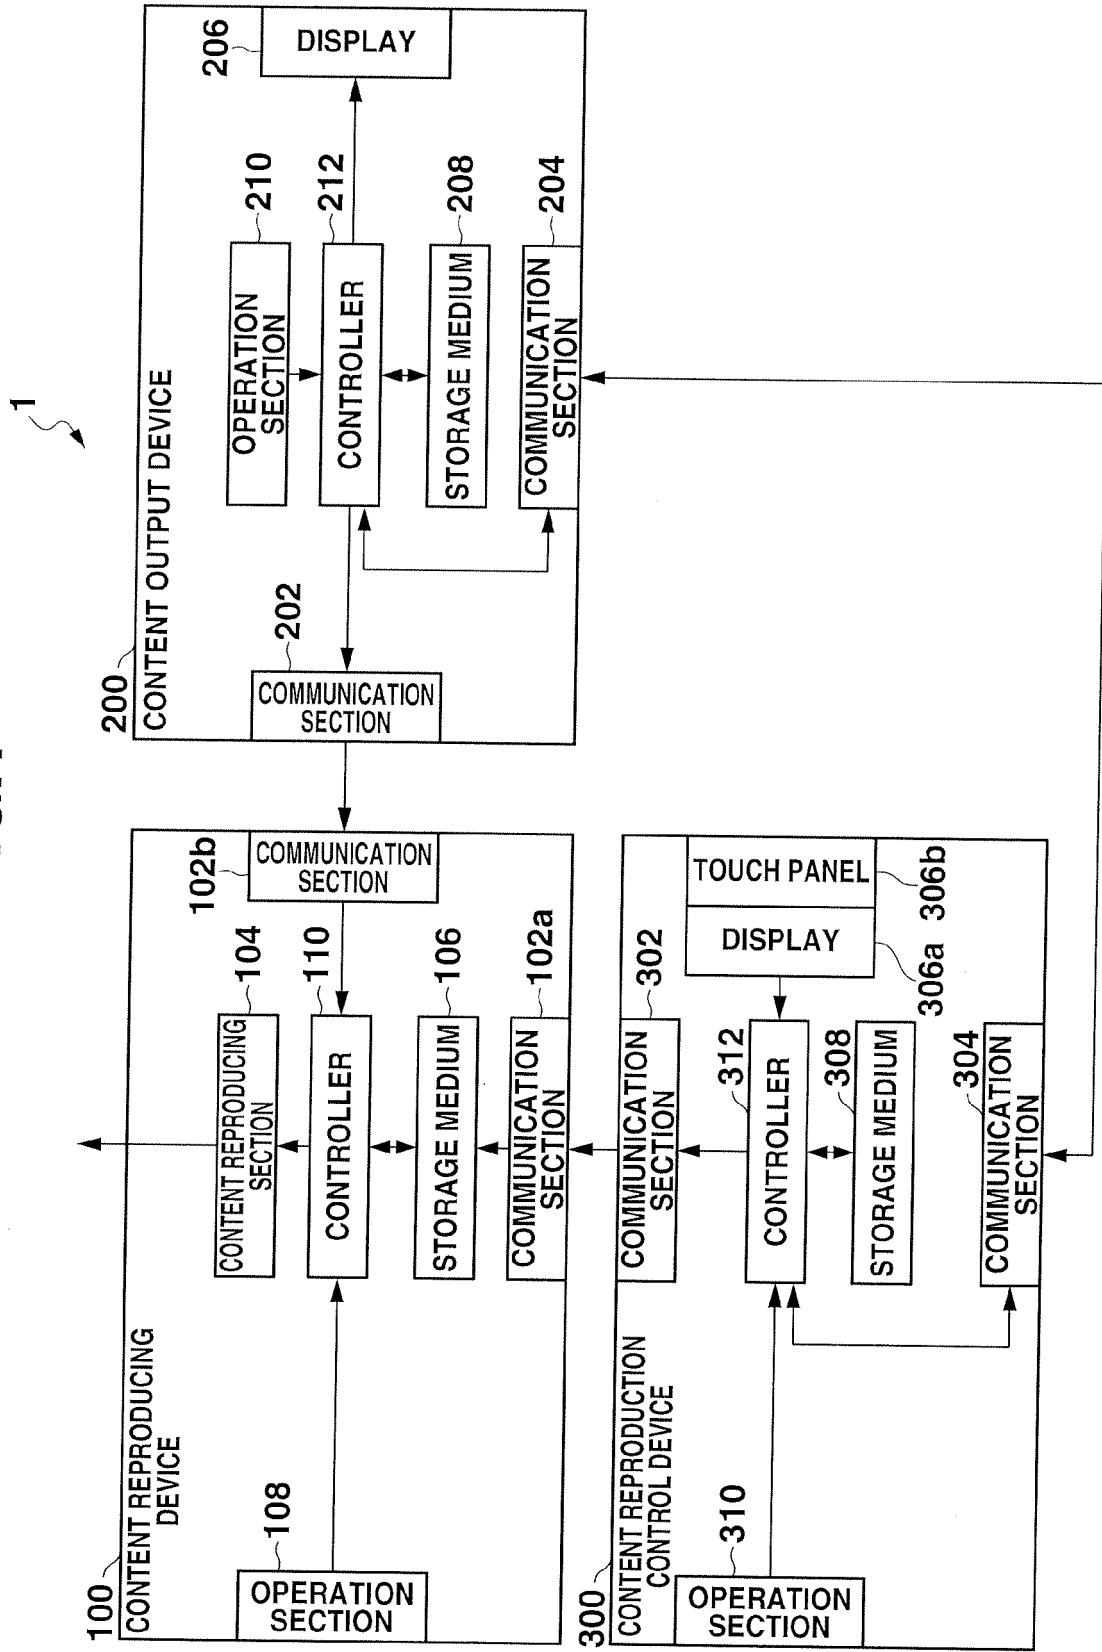 1
200
CONTENT OUTPUT DEVICE
206
DISPLAY
210
OPERATION
SECTION
212
CONTROLLER
208
STORAGE MEDIUM
204
COMMUNICATION
SECTION
202
COMMUNICATION
SECTION
100
CONTENT REPRODUCING
DEVICE
102b
COMMUNICATION
SECTION
104
CONTENT REPRODUCING
SECTION
110
CONTROLLER
106
STORAGE MEDIUM
102a
COMMUNICATION
SECTION
108
OPERATION
SECTION
300
CONTENT REPRODUCTION
CONTROL DEVICE
302
COMMUNICATION
SECTION
TOUCH PANEL
306b
DISPLAY
306a
312
CONTROLLER
308
STORAGE MEDIUM
304
COMMUNICATION
SECTION
310
OPERATION
SECTION